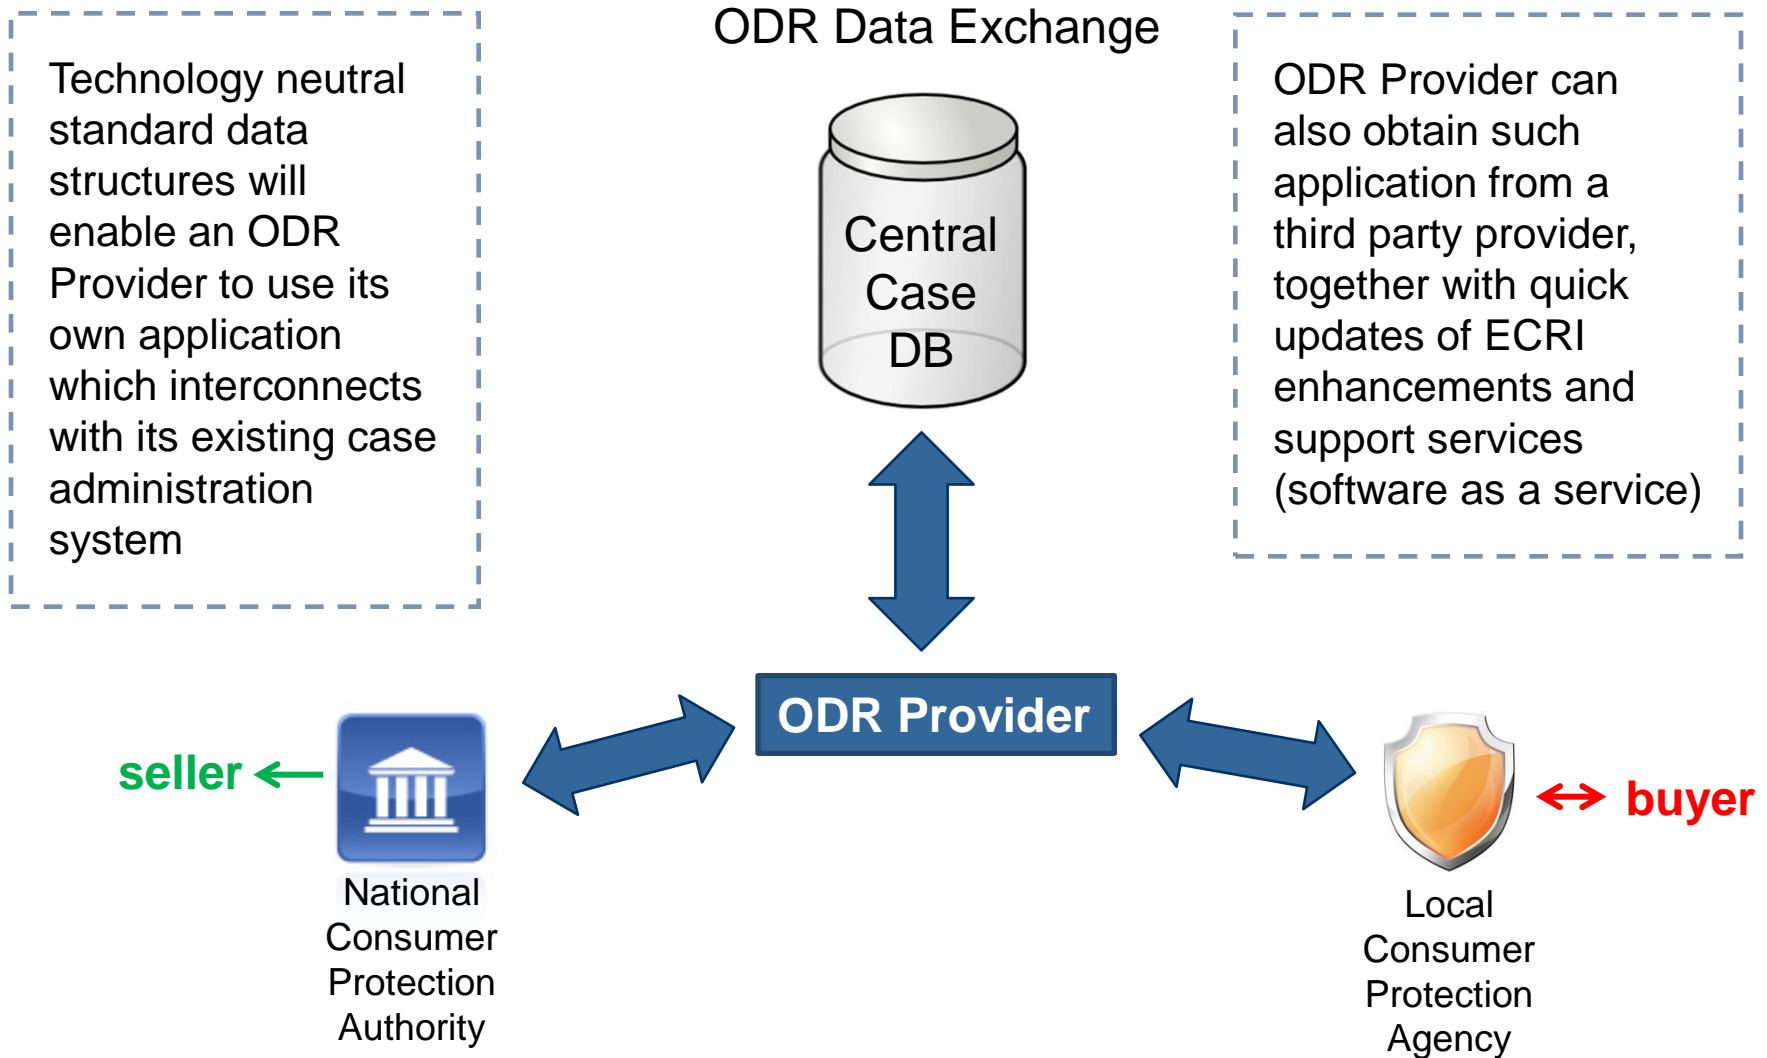 ODR Data Exchange
Technology neutral
standard data
structures will
enable an ODR
Provider to use its
own application
which interconnects
with its existing case
administration
system
Central
Case
DB
ODR Provider can
also obtain such
application from a
third party provider,
together with quick
updates of ECRI
enhancements and
support services
(software as a service)
ODR Provider
seller
National
Consumer
Protection
Authority
buyer
Local
Consumer
Protection
Agency